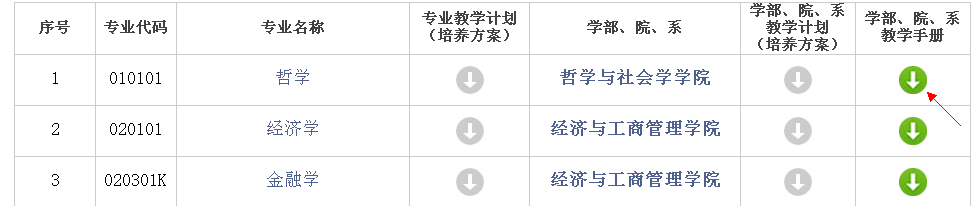 序号 专业代码 专业名称 专业教学计划 学部、院、系 学部、院、系 学部、院、系
（培养方案） 教学计划 教学手册
（培养方案）
1 010101 哲学 哲学与社会学学院
2 020101 经济学 经济与工商管理学院
3 020301K 金融学 经济与工商管理学院